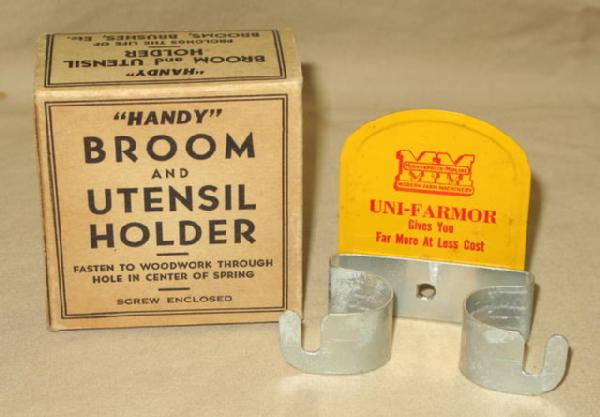 "HANDY"
BROOM and UTENSIL
HOLDER
PROLONGS THE LIFE OF
BROOMS, BRUSHES, Etc.
"HANDY"
BROOM
AND
UTENSIL
HOLDER
FASTEN TO WOODWORK THROUGH
HOLE IN CENTER OF SPRING
SCREW ENCLOSED
MM
MINNEAPOLIS-MOLINE
MODERN FARM MACHINERY
UNI-FARMOR
Gives You
Far More At Less Cost